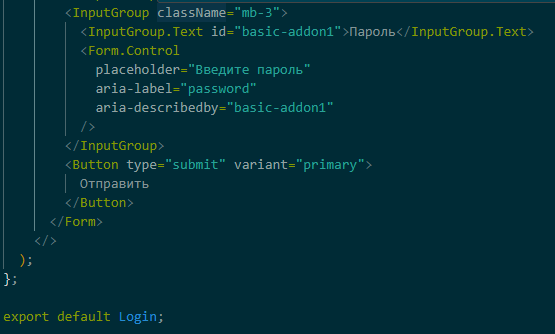 <InputGroup className="mb-3">
<InputGroup.Text id="basic-addon1">Пароль</InputGroup.Text>
<Form.Control
placeholder="Введите пароль"
aria-label="password"
aria-describedby="basic-addon1"
/>
</InputGroup>
<Button type="submit" variant="primary">
Отправить
</Button>
</Form>
</>
);
};
export default Login;